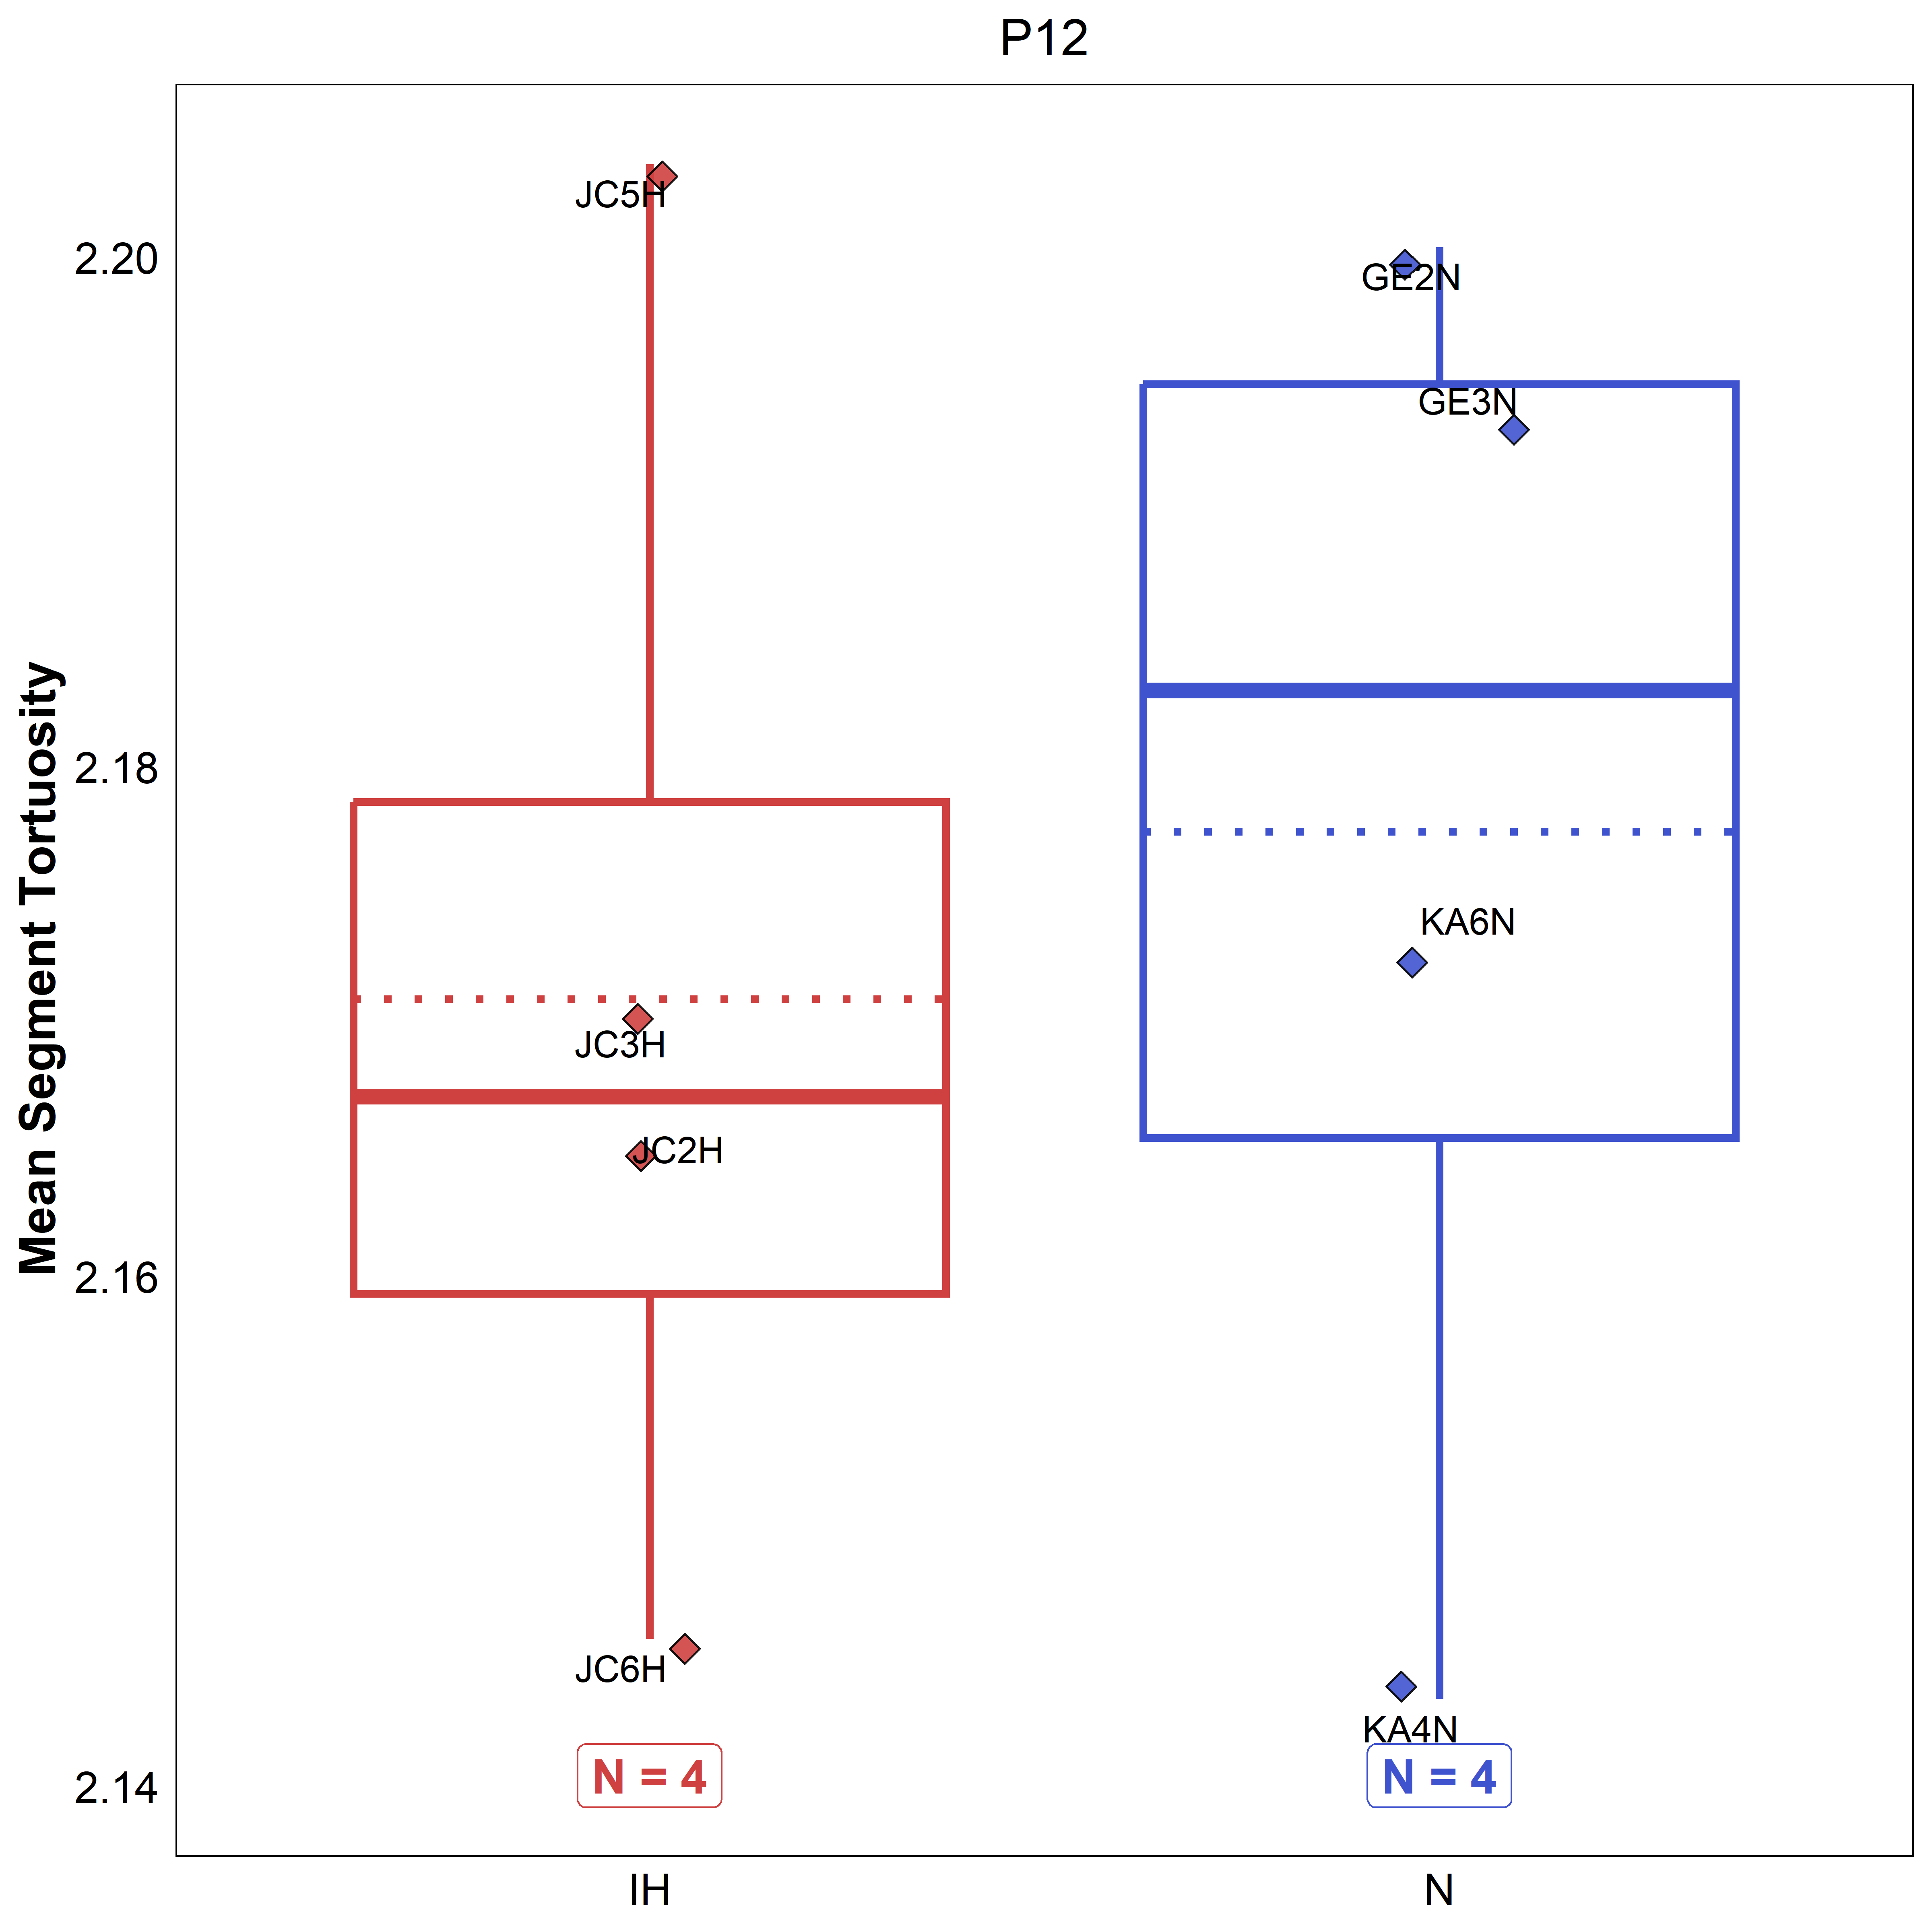 P12
Mean Segment Tortuosity
2.20
2.18
2.16
2.14
JC5H
GE2N
GE3N
KA6N
JC3H
JC2H
JC6H
KA4N
N = 4
N = 4
IH
N